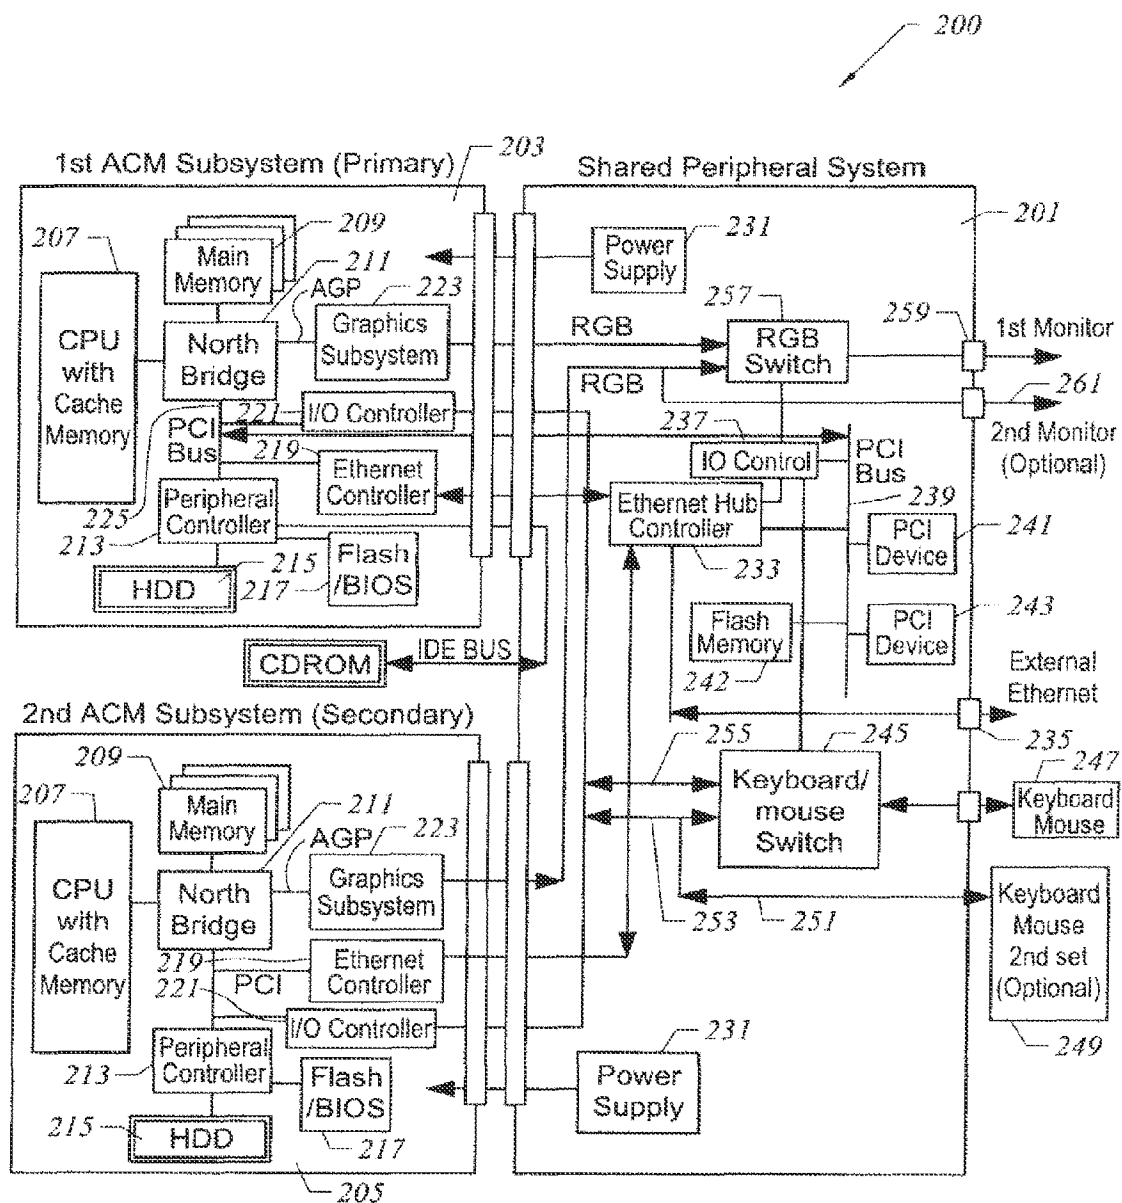 200
1st ACM Subsystem (Primary)
203
Shared Peripheral System
201
207
209
Main
Memory
211
AGP
223
CPU
with
Cache
Memory
North
Bridge
Graphics
Subsystem
221
I/O Controller
PCI
Bus
219
Ethernet
Controller
225
213
Peripheral
Controller
215
HDD
217
Flash
/BIOS
231
Power
Supply
257
RGB
RGB
RGB
Switch
259
1st Monitor
261
2nd Monitor
(Optional)
237
IO Control
PCI
Bus
239
Ethernet Hub
Controller
233
PCI
Device
241
Flash
Memory
242
PCI
Device
243
CDROM
IDE BUS
External
Ethernet
235
2nd ACM Subsystem (Secondary)
207
209
Main
Memory
211
AGP
223
CPU
with
Cache
Memory
North
Bridge
Graphics
Subsystem
219
Ethernet
Controller
PCI
221
I/O Controller
213
Peripheral
Controller
Flash
/BIOS
215
HDD
217
205
255
245
Keyboard/
mouse
Switch
247
Keyboard
Mouse
253
251
Keyboard
Mouse
2nd set
(Optional)
249
231
Power
Supply